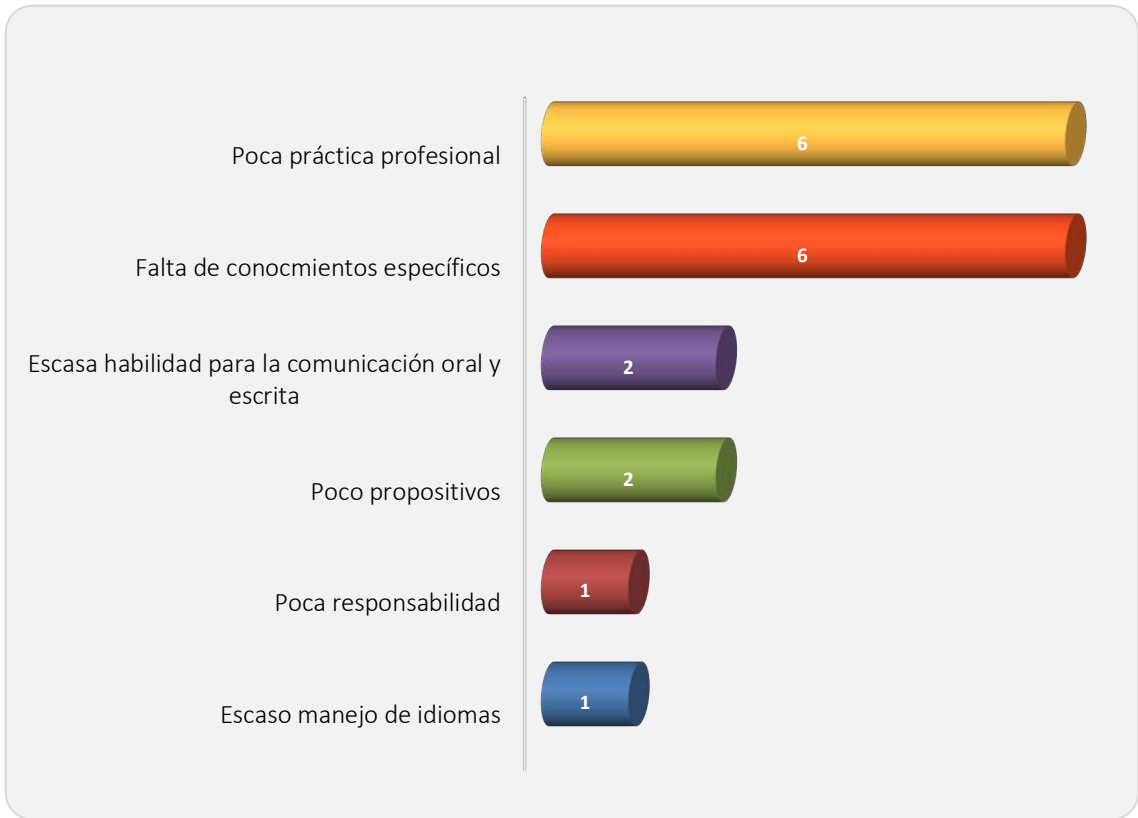 Poca práctica profesional
6
Falta de conocmientos específicos
6
Escasa habilidad para la comunicación oral y
escrita
2
Poco propositivos
2
Poca responsabilidad
1
Escaso manejo de idiomas
1